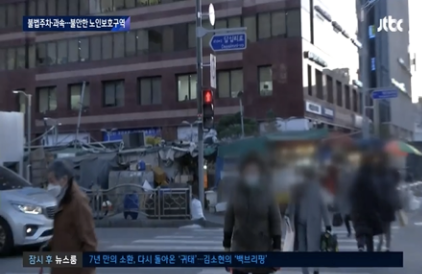 불법주차·과속…불안한 노인보호구역
jtbc
잠시 후 뉴스룸
7년 만의 소환, 다시 돌아온 '귀태'…김소현의 '백브리핑'